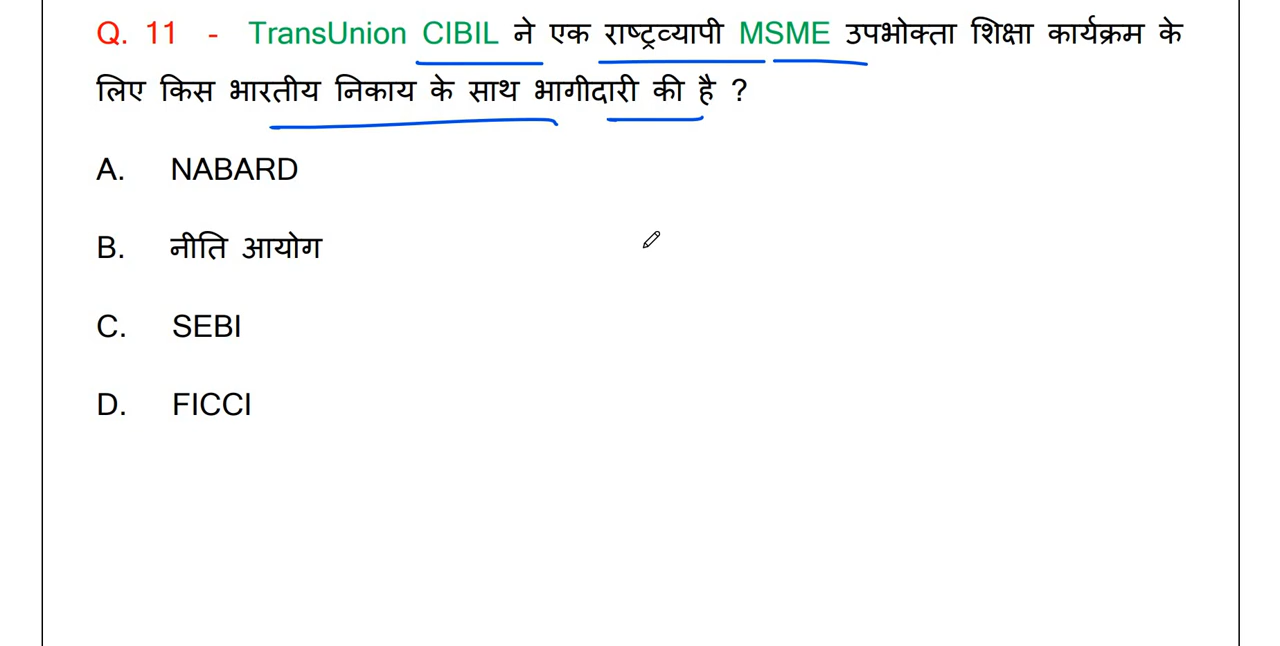 Q. 11 - TransUnion CIBIL ने एक राष्ट्रव्यापी MSME उपभोक्ता शिक्षा कार्यक्रम के
लिए किस भारतीय निकाय के साथ भागीदारी की है ?
A. NABARD
B. नीति आयोग
C. SEBI
D. FICCI